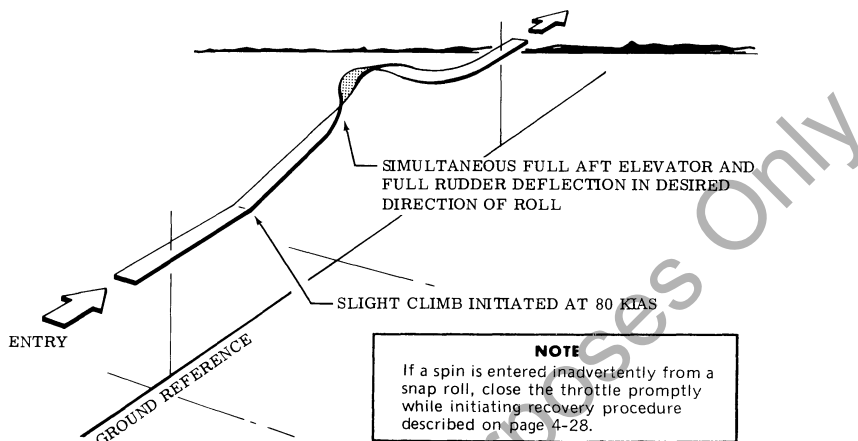 SIMULTANEOUS FULL AFT ELEVATOR AND
FULL RUDDER DEFLECTION IN DESIRED
DIRECTION OF ROLL
SLIGHT CLIMB INITIATED AT 80 KIAS
ENTRY
GROUND REFERENCE
NOTE
If a spin is entered inadvertently from a
snap roll, close the throttle promptly
while initiating recovery procedure
described on page 4-28.
Only